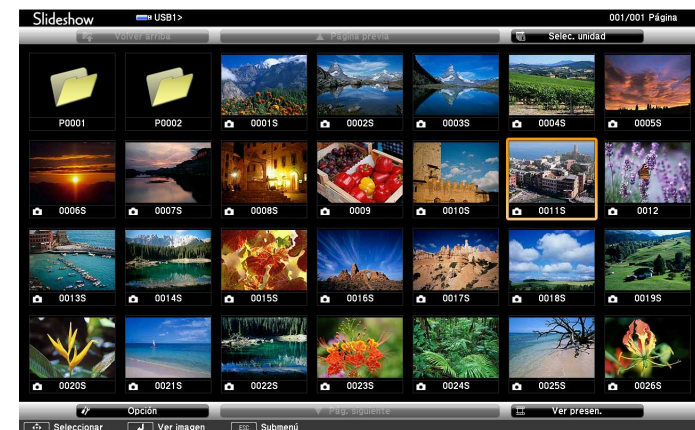 Slideshow USB1> 001/001 Página
Volver arriba ▲ Página previa Selec. unidad
P0001 P0002 0001S 0002S 0003S 0004S 0005S
0006S 0007S 0008S 0009 0010S 0011S 0012
0013S 0014S 0015S 0016S 0017S 0018S 0019S
0020S 0021S 0022S 0023S 0024S 0025S 0026S
Opción ▼ Pág. siguiente Ver presen.
Seleccionar Ver imagen ESC Submenú